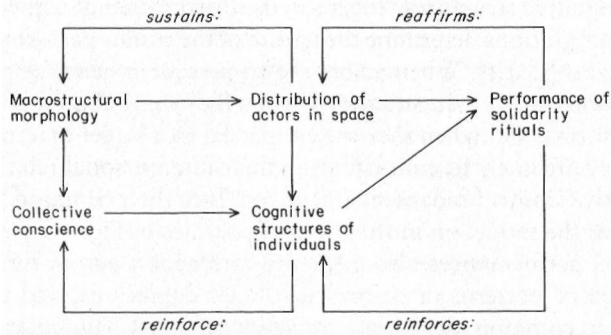 sustains: reaffirms:
Macrostructural Distribution of Performance of
morphology actors in space solidarity
rituals
Collective Cognitive
conscience structures of
individuals
reinforce: reinforces: